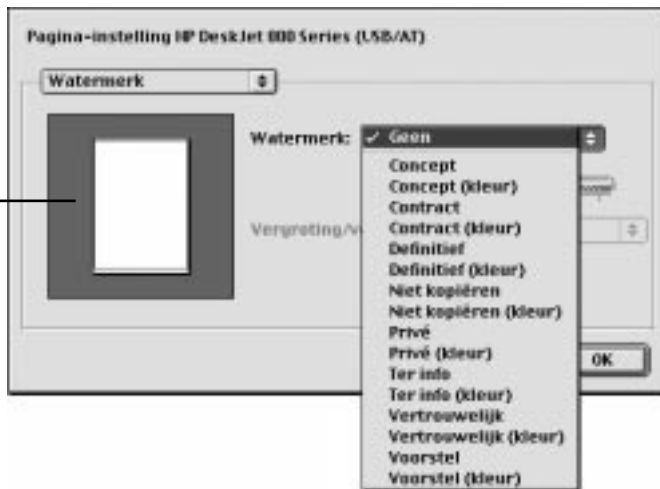 Pagina-instelling HP DeskJet 800 Series (USB/AT)
Watermerk
Watermerk: ✓ Geen
Concept
Concept (kleur)
Contract
Contract (kleur)
Vergroting/
Definitief
Definitief (kleur)
Niet kopiëren
Niet kopiëren (kleur)
Privé
Privé (kleur)
OK
Ter info
Ter info (kleur)
Vertrouwelijk
Vertrouwelijk (kleur)
Voorstel
Voorstel (kleur)